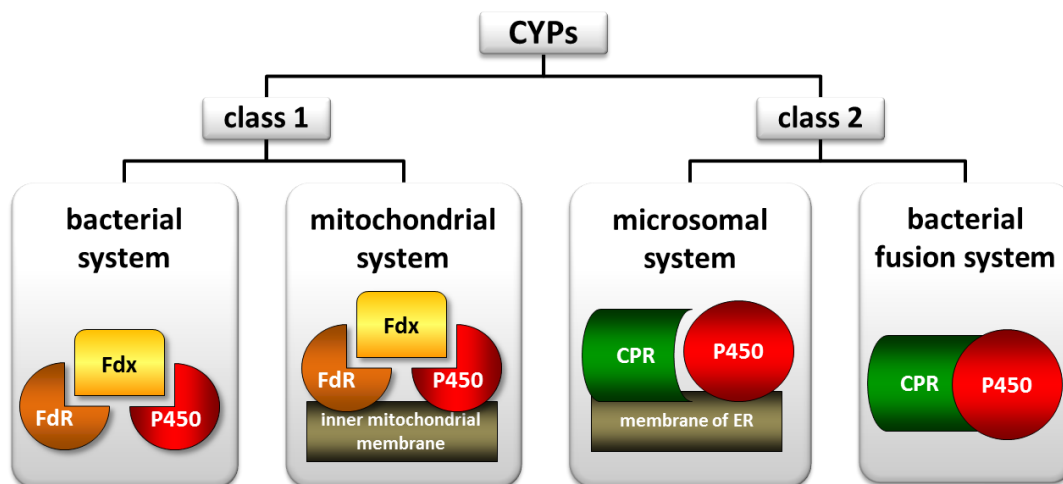 CYPs
class 1
class 2
bacterial
system
Fdx
FdR
P450
mitochondrial
system
Fdx
FdR
P450
inner mitochondrial
membrane
microsomal
system
CPR
P450
membrane of ER
bacterial
fusion system
CPR
P450